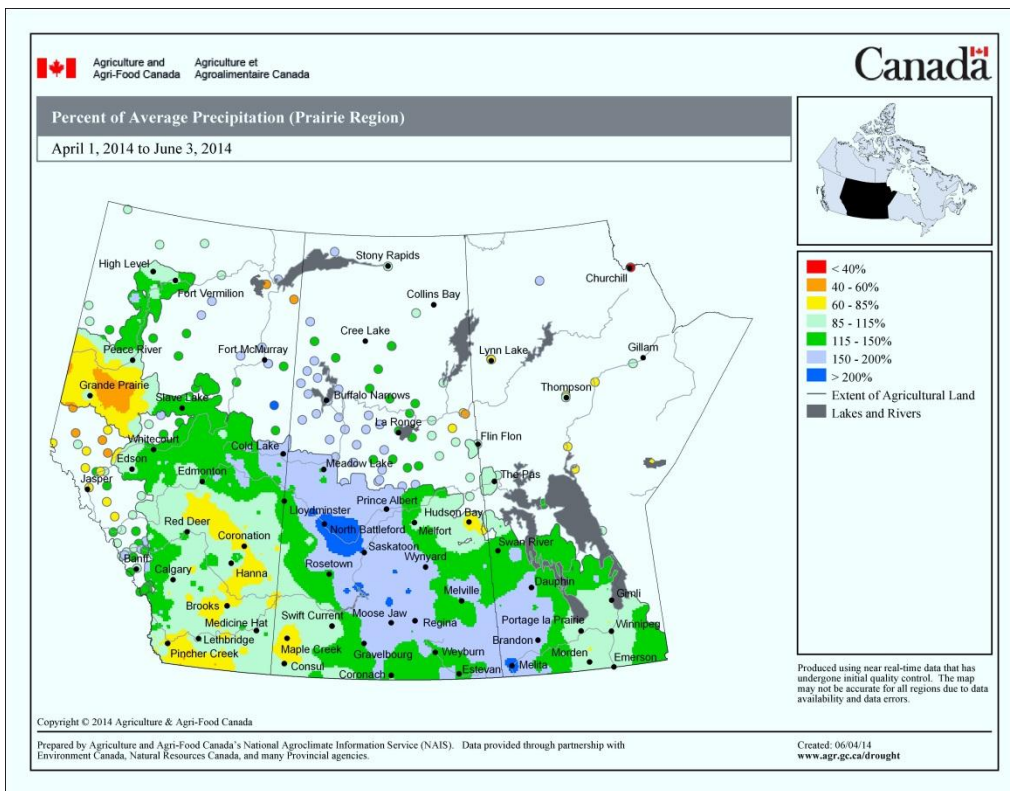 Agriculture and
Agri-Food Canada
Agriculture et
Agroalimentaire Canada
Canada
Percent of Average Precipitation (Prairie Region)
April 1, 2014 to June 3, 2014
Stony Rapids
High Level
Churchill
Fort Vermilion
Collins Bay
Cree Lake
Peace River
Fort McMurray
Lynn Lake
Gillam
Grande Prairie
Thompson
Slave Lake
Buffalo Narrows
La Ronge
Whitecourt
Flin Flon
Cold Lake
Edson
Meadow Lake
Jasper
Edmonton
The Pas
Prince Albert
Lloydminster
Hudson Bay
Red Deer
North Battleford
Melfort
Coronation
Saskatoon
Swan River
Banff
Hanna
Rosetown
Wynyard
Calgary
Dauphin
Melville
Gimli
Brooks
Swift Current
Moose Jaw
Medicine Hat
Regina
Portage la Prairie
Winnipeg
Lethbridge
Brandon
Pincher Creek
Maple Creek
Gravelbourg
Weyburn
Morden
Consul
Melita
Emerson
Coronach
Estevan
< 40%
40 - 60%
60 - 85%
85 - 115%
115 - 150%
150 - 200%
> 200%
Extent of Agricultural Land
Lakes and Rivers
Produced using near real-time data that has
undergone initial quality control. The map
may not be accurate for all regions due to data
availability and data errors.
Copyright © 2014 Agriculture & Agri-Food Canada
Prepared by Agriculture and Agri-Food Canada's National Agroclimate Information Service (NAIS). Data provided through partnership with
Environment Canada, Natural Resources Canada, and many Provincial agencies.
Created: 06/04/14
www.agr.gc.ca/drought